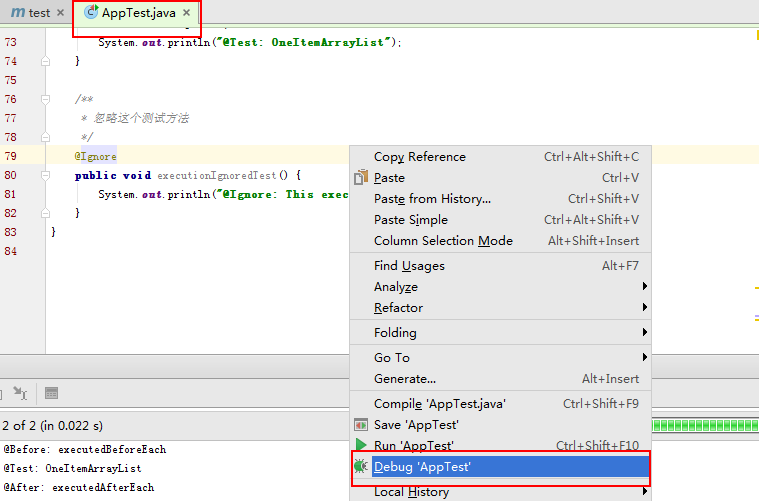 test AppTest.java
73 System.out.println("@Test: OneItemArrayList");
74 }
75
76 /**
77 * 忽略这个测试方法
78 */
79 @Ignore
80 public void executionIgnoredTest() {
81 System.out.println("@Ignore: This exec
82 }
83 }
84
Copy Reference Ctrl+Alt+Shift+C
Paste Ctrl+V
Paste from History... Ctrl+Shift+V
Paste Simple Ctrl+Alt+Shift+V
Column Selection Mode Alt+Shift+Insert
Find Usages Alt+F7
Analyze
Refactor
Folding
Go To
Generate... Alt+Insert
Compile 'AppTest.java' Ctrl+Shift+F9
Save 'AppTest'
Run 'AppTest' Ctrl+Shift+F10
Debug 'AppTest'
Local History
2 of 2 (in 0.022 s)
@Before: executedBeforeEach
@Test: OneItemArrayList
@After: executedAfterEach